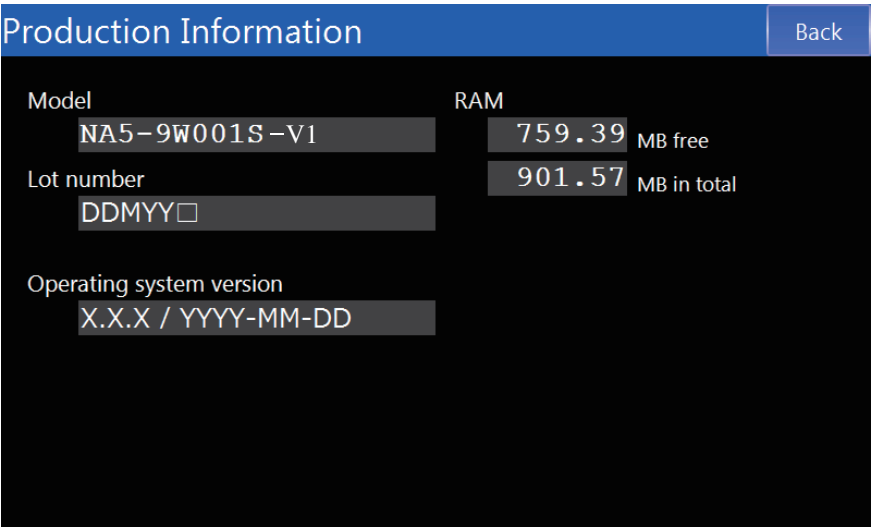 Production Information
Back
Model
NA5-9W001S-V1
Lot number
DDMYY□
Operating system version
X.X.X / YYYY-MM-DD
RAM
759.39 MB free
901.57 MB in total